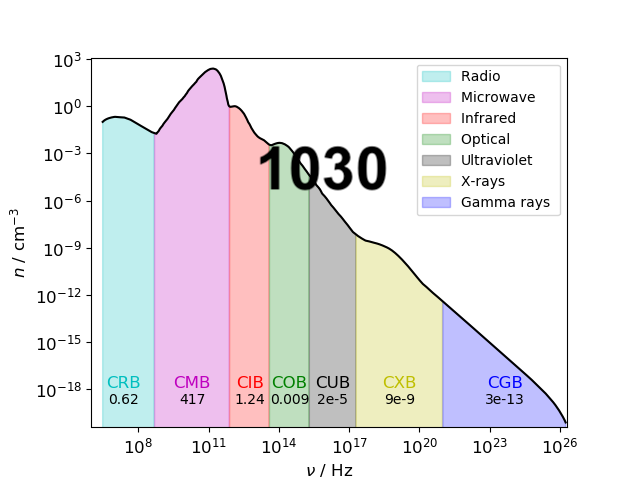 10³
10⁰
10⁻³
10⁻⁶
10⁻⁹
10⁻¹²
10⁻¹⁵
10⁻¹⁸
n / cm⁻³
Radio
Microwave
Infrared
Optical
Ultraviolet
X-rays
Gamma rays
1030
CRB CMB CIB COB CUB CXB CGB
0.62 417 1.24 0.009 2e-5 9e-9 3e-13
10⁸ 10¹¹ 10¹⁴ 10¹⁷ 10²⁰ 10²³ 10²⁶
ν / Hz